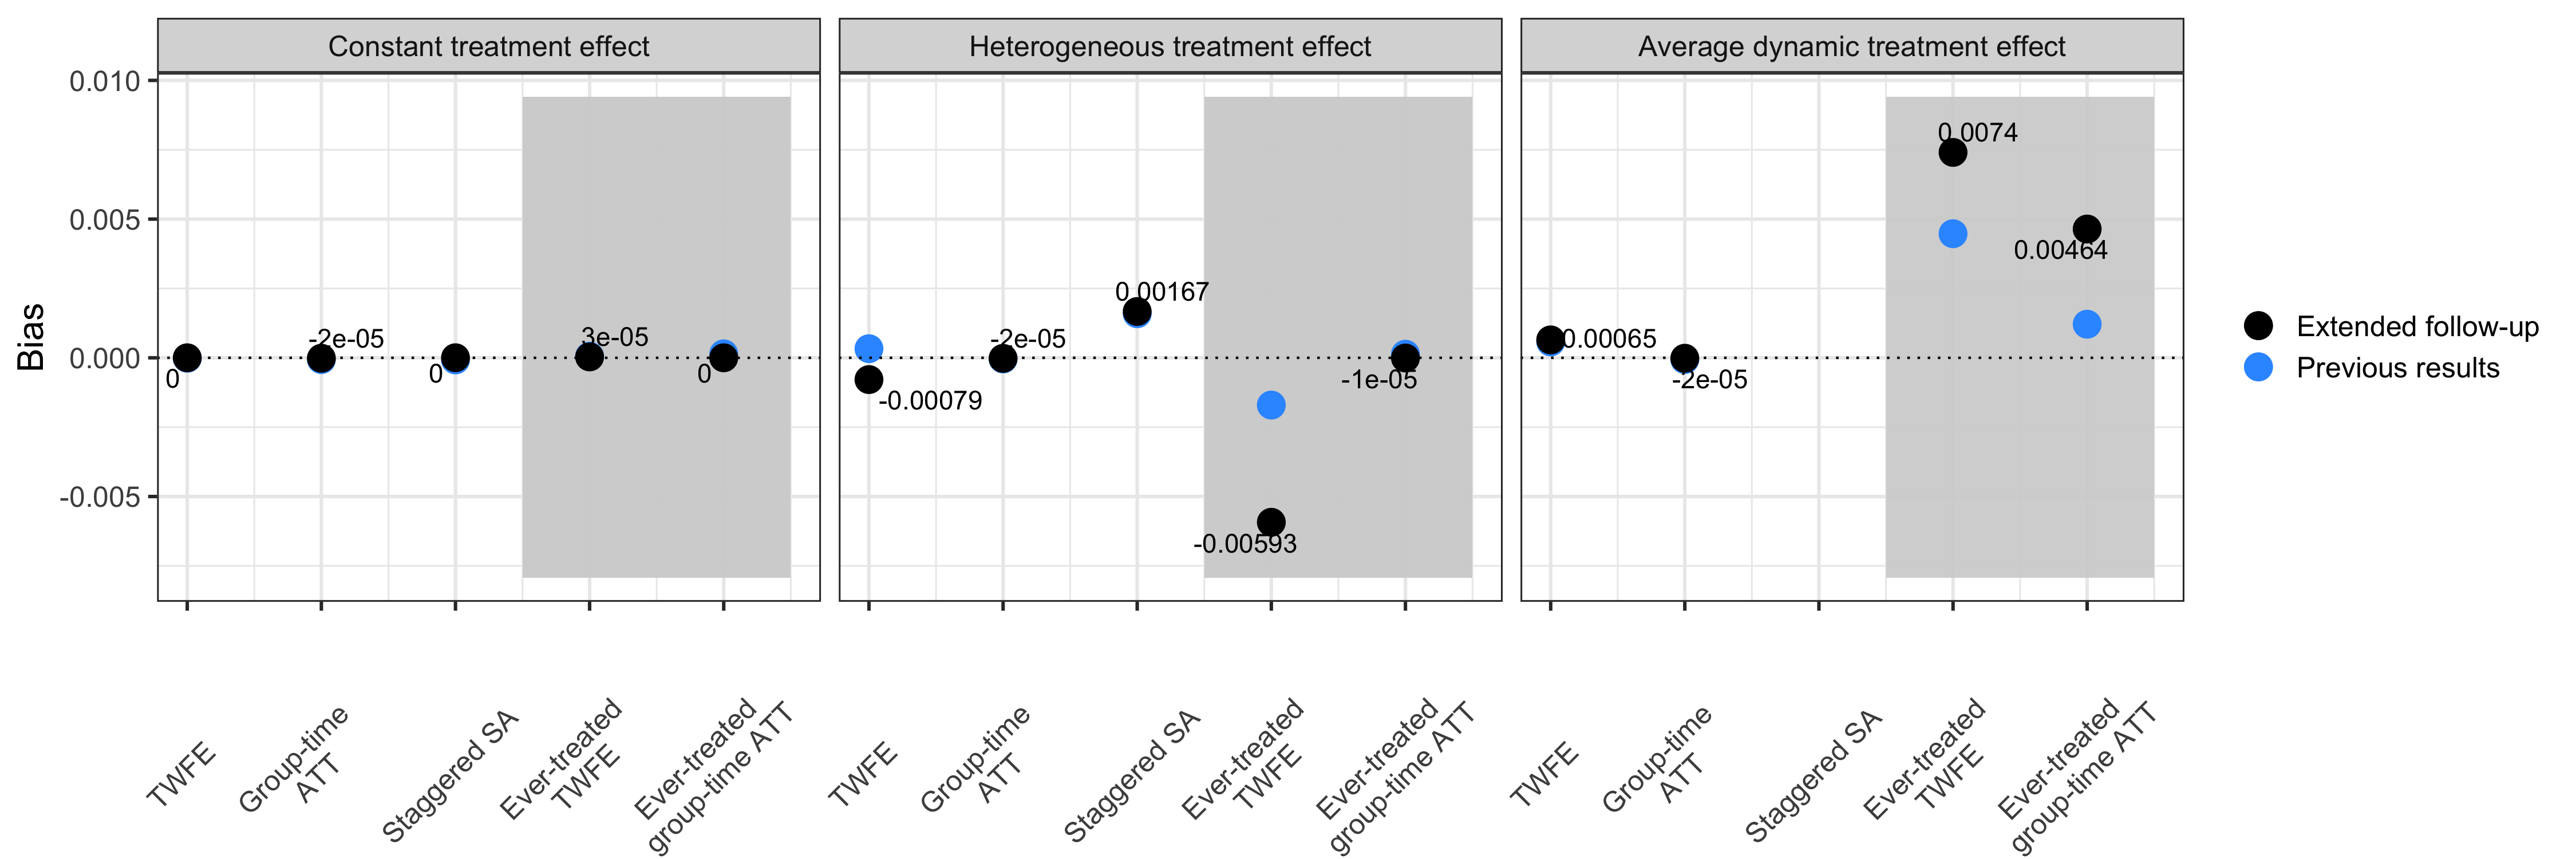 Constant treatment effect
Heterogeneous treatment effect
Average dynamic treatment effect
Bias
0.010
0.005
0.000
-0.005
0
-2e-05
0
3e-05
0
-0.00079
-2e-05
0.00167
-0.00593
-1e-05
0.00065
-2e-05
0.0074
0.00464
TWFE
Group-time
ATT
Staggered SA
Ever-treated
TWFE
Ever-treated
group-time ATT
TWFE
Group-time
ATT
Staggered SA
Ever-treated
TWFE
Ever-treated
group-time ATT
TWFE
Group-time
ATT
Staggered SA
Ever-treated
TWFE
Ever-treated
group-time ATT
Extended follow-up
Previous results